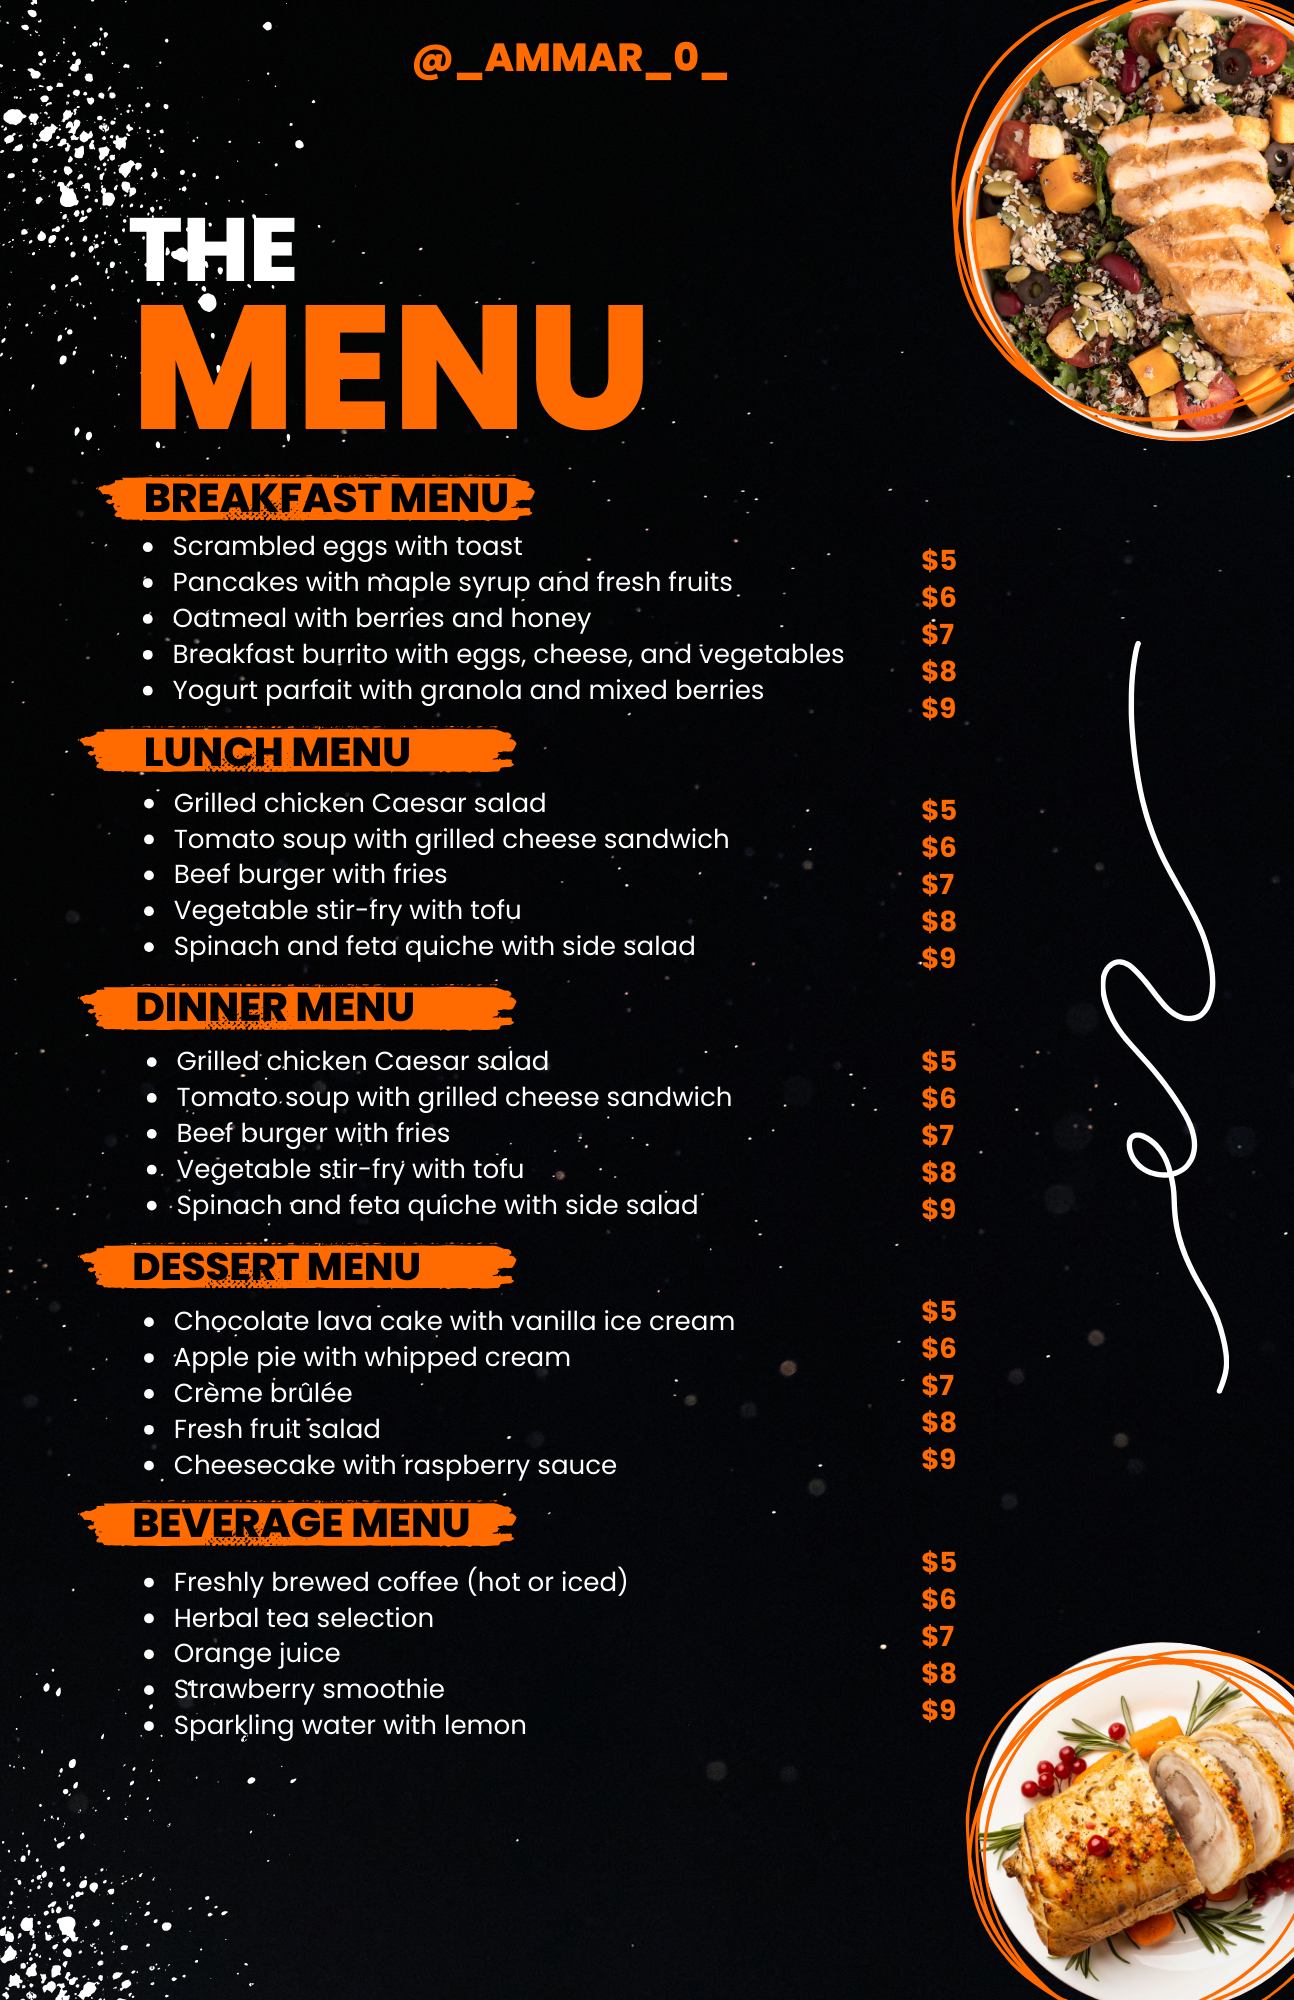 @_AMMAR_0_
THE
MENU
BREAKFAST MENU
Scrambled eggs with toast $5
Pancakes with maple syrup and fresh fruits $6
Oatmeal with berries and honey $7
Breakfast burrito with eggs, cheese, and vegetables $8
Yogurt parfait with granola and mixed berries $9
LUNCH MENU
Grilled chicken Caesar salad $5
Tomato soup with grilled cheese sandwich $6
Beef burger with fries $7
Vegetable stir-fry with tofu $8
Spinach and feta quiche with side salad $9
DINNER MENU
Grilled chicken Caesar salad $5
Tomato soup with grilled cheese sandwich $6
Beef burger with fries $7
Vegetable stir-fry with tofu $8
Spinach and feta quiche with side salad $9
DESSERT MENU
Chocolate lava cake with vanilla ice cream $5
Apple pie with whipped cream $6
Crème brûlée $7
Fresh fruit salad $8
Cheesecake with raspberry sauce $9
BEVERAGE MENU
Freshly brewed coffee (hot or iced) $5
Herbal tea selection $6
Orange juice $7
Strawberry smoothie $8
Sparkling water with lemon $9